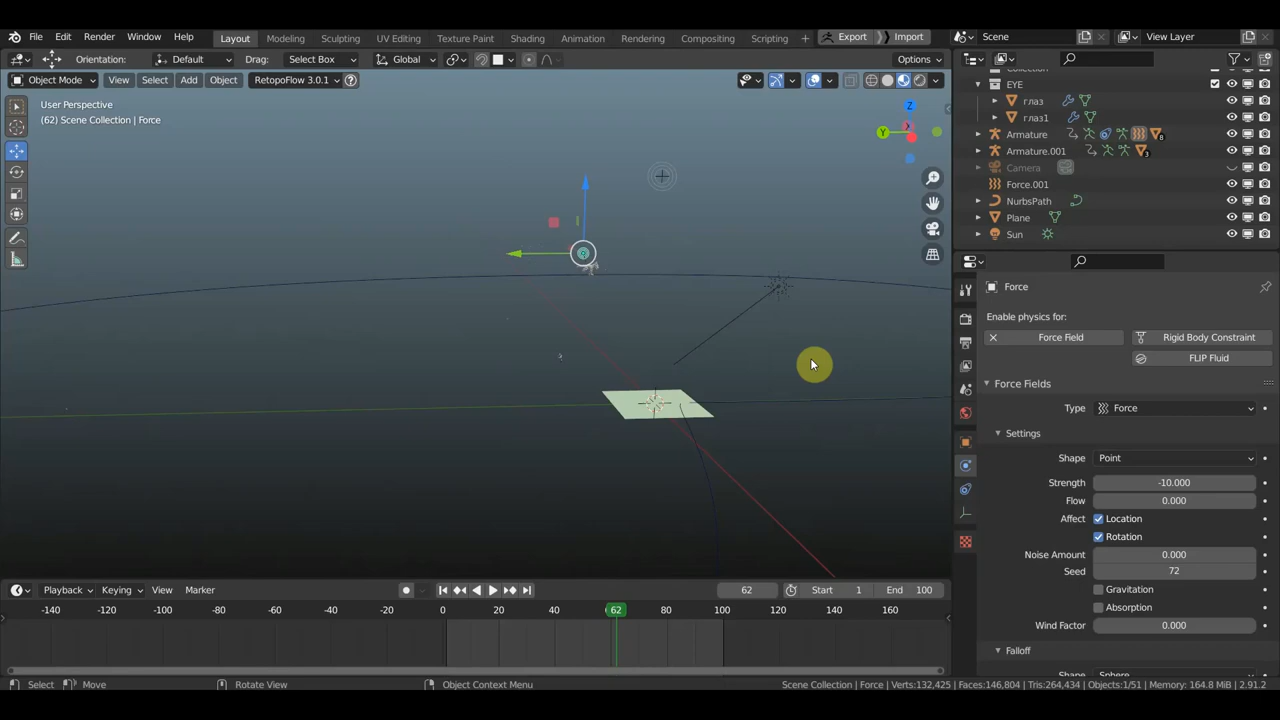 File Edit Render Window Help Layout Modeling Sculpting UV Editing Texture Paint Shading Animation Rendering Compositing Scripting + Export Import Scene View Layer
Orientation: Default Drag: Select Box Global Options
Object Mode View Select Add Object RetopoFlow 3.0.1
User Perspective
(62) Scene Collection | Force
Z
Y
X
EYE
глаз
глаз1
Armature 8
Armature.001 3
Camera
Force.001
NurbsPath
Plane
Sun
Force
Enable physics for:
Force Field Rigid Body Constraint
FLIP Fluid
Force Fields
Type Force
Settings
Shape Point
Strength -10.000
Flow 0.000
Affect Location
Rotation
Noise Amount 0.000
Seed 72
Gravitation
Absorption
Wind Factor 0.000
Falloff
Playback Keying View Marker 62 Start 1 End 100
-140 -120 -100 -80 -60 -40 -20 0 20 40 62 80 100 120 140 160
Select Move Rotate View Object Context Menu Scene Collection | Force | Verts:132,425 | Faces:146,804 | Tris:264,434 | Objects:1/51 | Memory: 164.8 MiB | 2.91.2